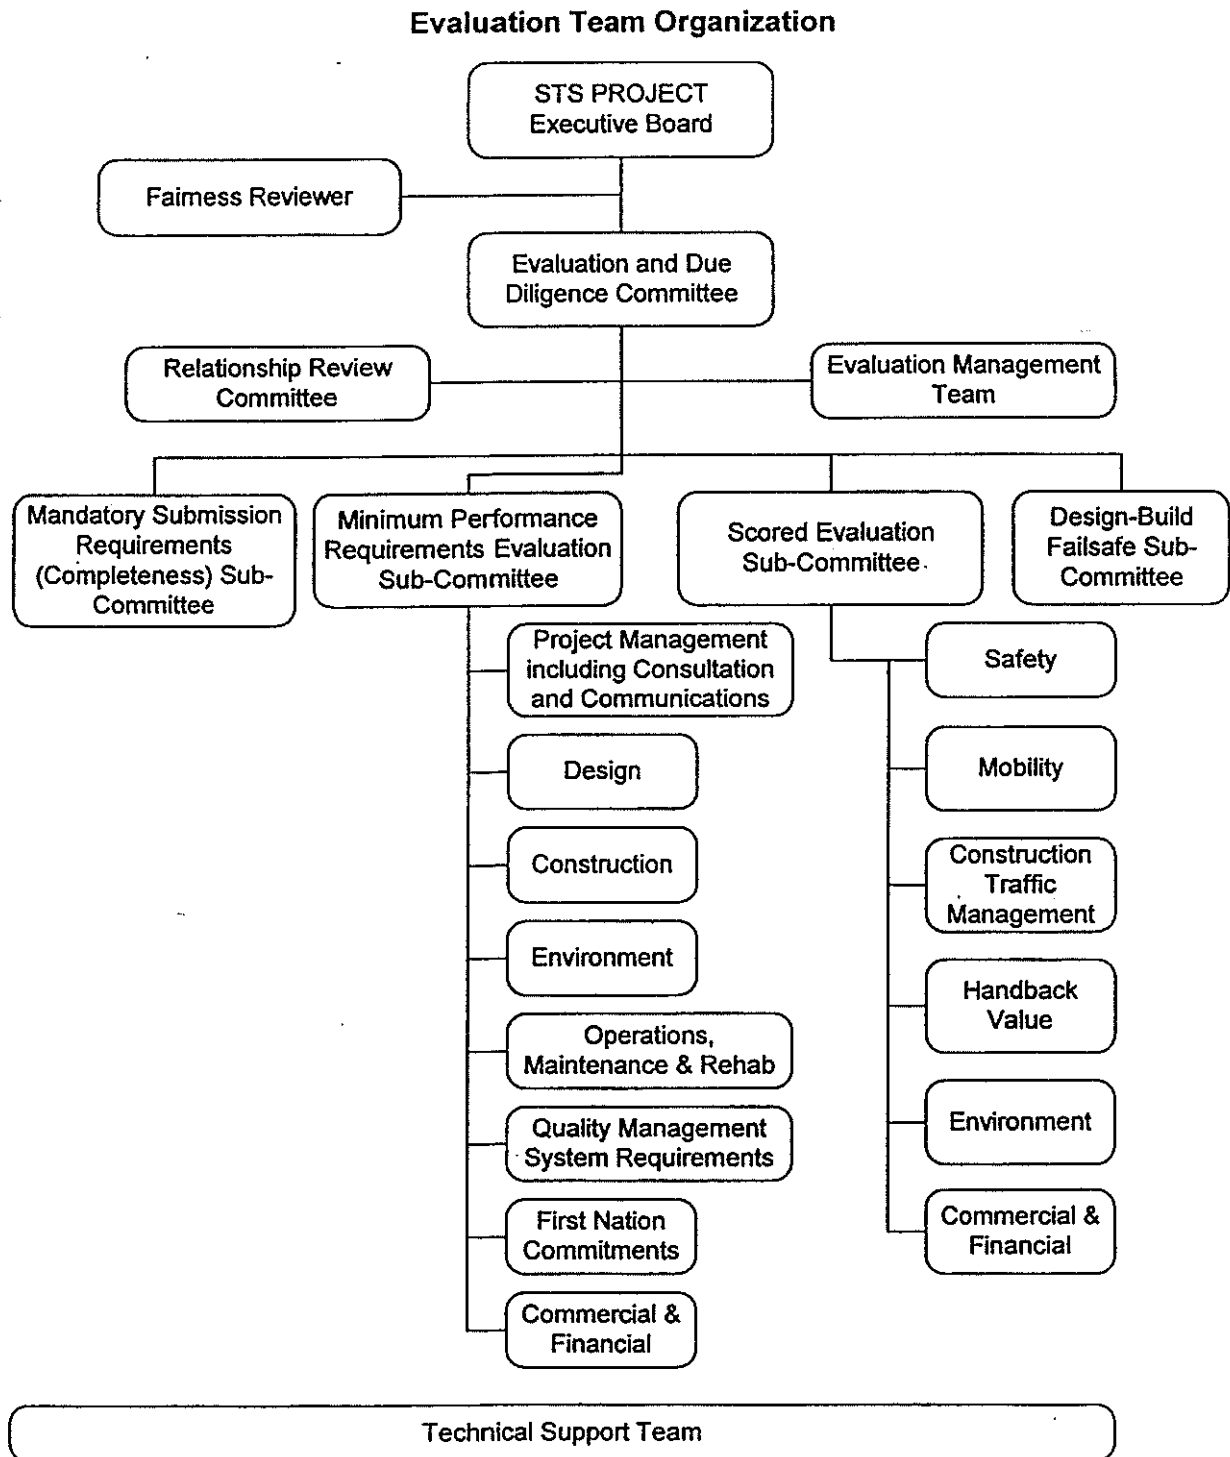 Evaluation Team Organization
STS PROJECT
Executive Board
Fairness Reviewer
Evaluation and Due
Diligence Committee
Relationship Review
Committee
Evaluation Management
Team
Mandatory Submission
Requirements
(Completeness) Sub-
Committee
Minimum Performance
Requirements Evaluation
Sub-Committee
Scored Evaluation
Sub-Committee
Design-Build
Failsafe Sub-
Committee
Project Management
including Consultation
and Communications
Design
Construction
Environment
Operations,
Maintenance & Rehab
Quality Management
System Requirements
First Nation
Commitments
Commercial &
Financial
Safety
Mobility
Construction
Traffic
Management
Handback
Value
Environment
Commercial &
Financial
Technical Support Team